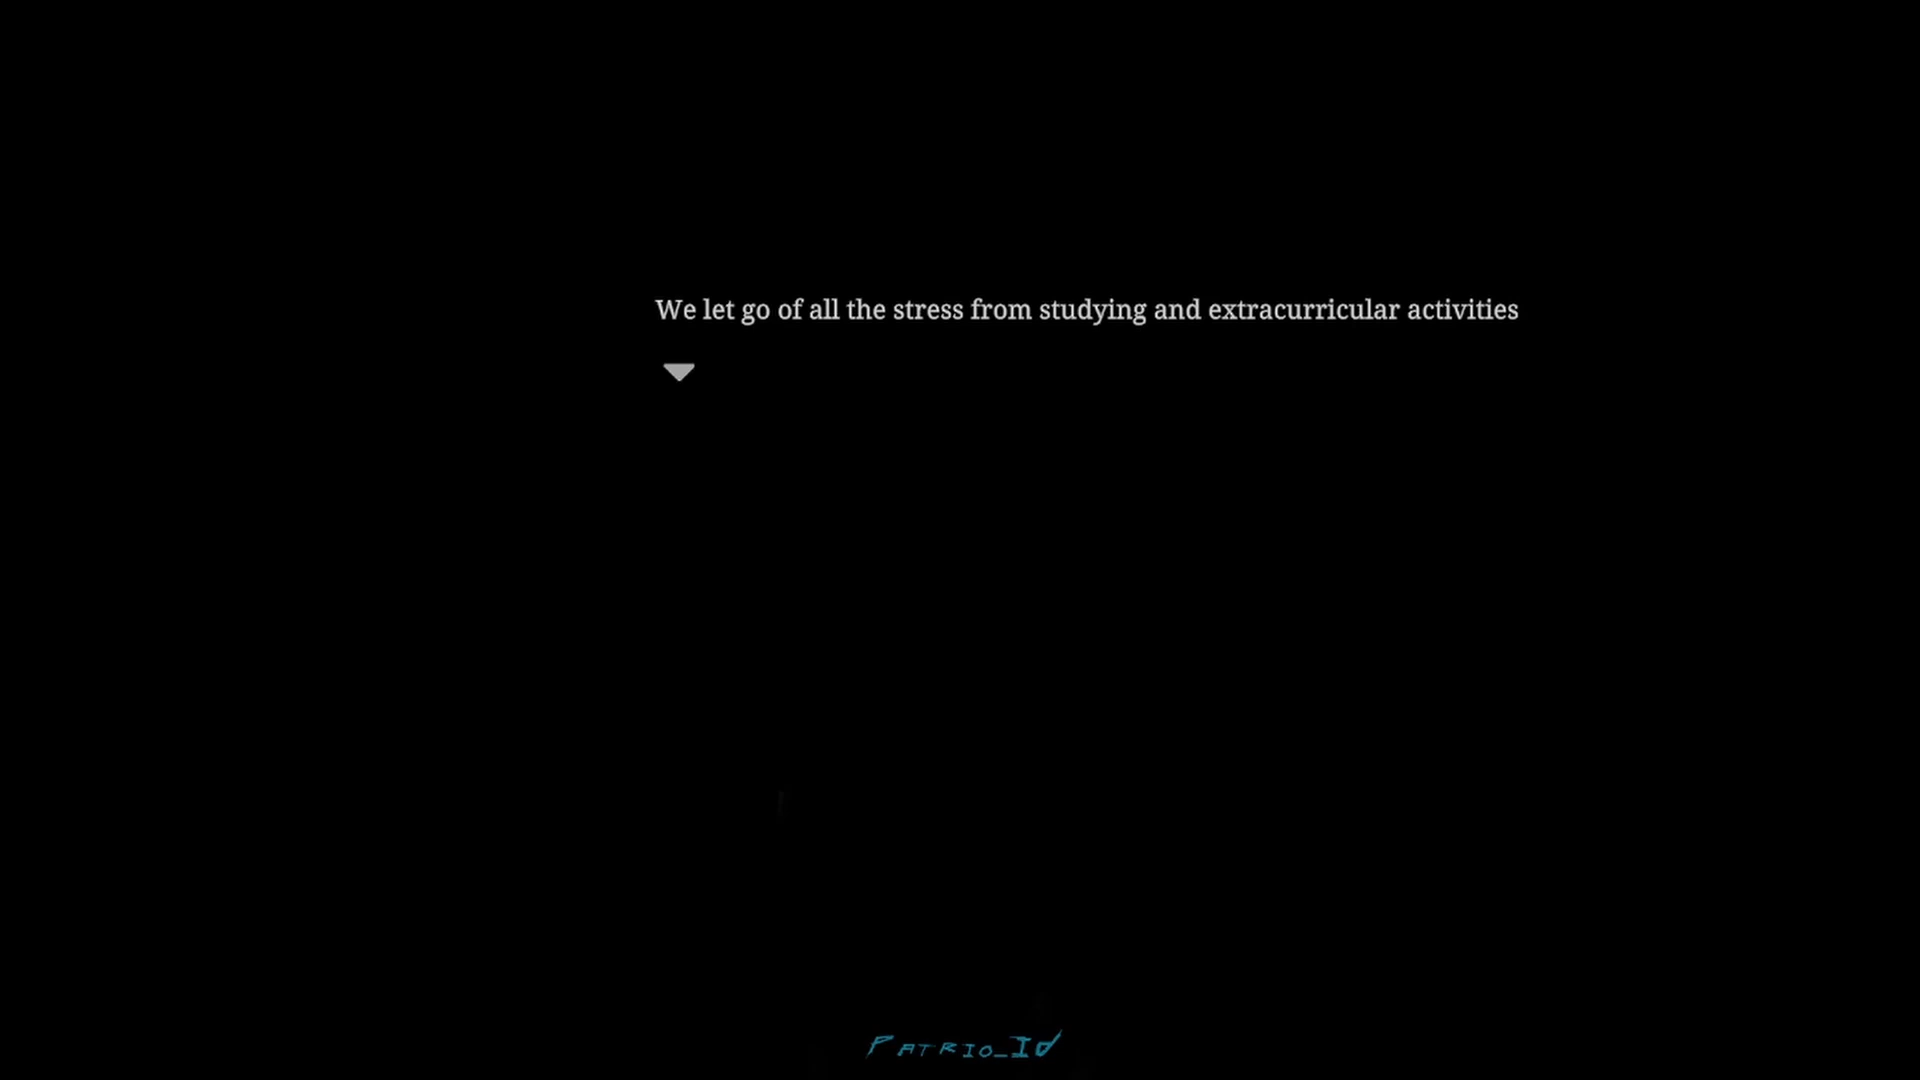 We let go of all the stress from studying and extracurricular activities
Patrio_Id